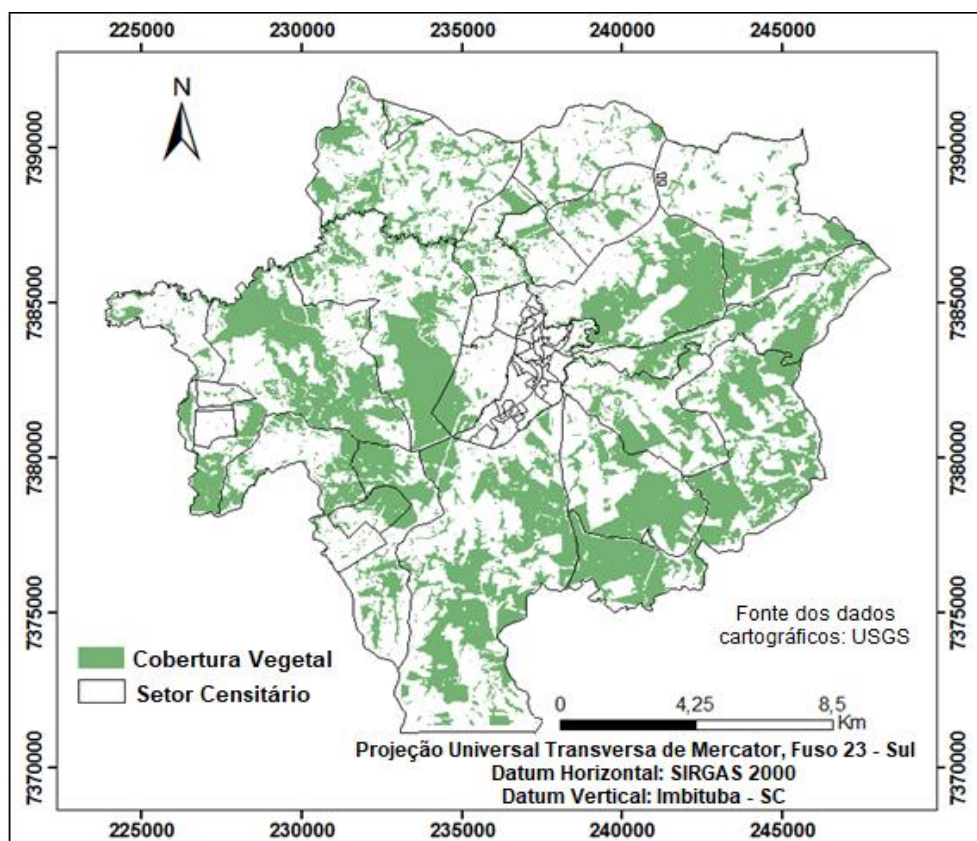 225000 230000 235000 240000 245000
N
7390000 7390000
7385000 7385000
7380000 7380000
7375000 7375000
7370000 7370000
Fonte dos dados
cartográficos: USGS
Cobertura Vegetal
Setor Censitário
0 4,25 8,5
Km
Projeção Universal Transversa de Mercator, Fuso 23 - Sul
Datum Horizontal: SIRGAS 2000
Datum Vertical: Imbituba - SC
225000 230000 235000 240000 245000